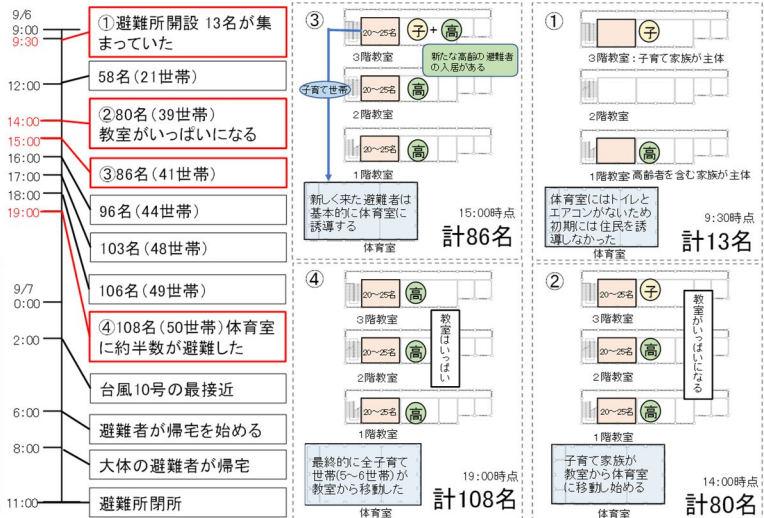 9/6
9:00
9:30
12:00
14:00
15:00
16:00
17:00
18:00
19:00
9/7
0:00
2:00
6:00
8:00
11:00
①避難所開設 13名が集
まっていた
58名(21世帯)
②80名(39世帯)
教室がいっぱいになる
③86名(41世帯)
96名(44世帯)
103名(48世帯)
106名(49世帯)
④108名(50世帯)体育室
に約半数が避難した
台風10号の最接近
避難者が帰宅を始める
大体の避難者が帰宅
避難所閉所
③
20~25名
子
+
高
3階教室
新たな高齢の避難者
の入居がある
子育て世帯
20~25名
高
2階教室
20~25名
高
1階教室
新しく来た避難者は
基本的に体育室に
誘導する
体育室
15:00時点
計86名
①
子
3階教室:子育て家族が主体
2階教室
高
1階教室 高齢者を含む家族が主体
体育室にはトイレと
エアコンがないため
初期には住民を誘
導しなかった
体育室
9:30時点
計13名
④
20~25名
高
3階教室
20~25名
高
2階教室
20~25名
高
1階教室
教室はいっぱい
最終的に全子育て
世帯(5~6世帯)が
教室から移動した
体育室
19:00時点
計108名
②
20~25名
子
3階教室
20~25名
高
2階教室
20~25名
高
1階教室
教室がいっぱいになる
子育て家族が
教室から体育室
に移動し始める
体育室
14:00時点
計80名